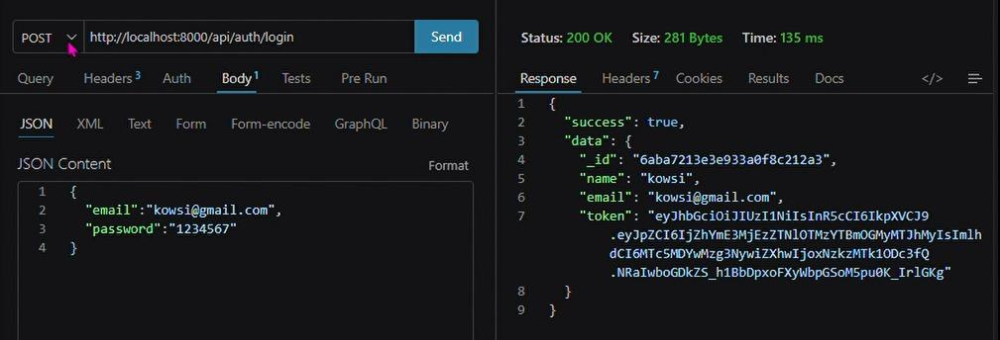 POST http://localhost:8000/api/auth/login Send
Query Headers 3 Auth Body 1 Tests Pre Run
JSON XML Text Form Form-encode GraphQL Binary
JSON Content Format
1 {
2 "email":"kowsi@gmail.com",
3 "password":"1234567"
4 }
Status: 200 OK Size: 281 Bytes Time: 135 ms
Response Headers 7 Cookies Results Docs </>
1 {
2 "success": true,
3 "data": {
4 "_id": "6aba7213e3e933a0f8c212a3",
5 "name": "kowsi",
6 "email": "kowsi@gmail.com",
7 "token": "eyJhbGciOiJIUzI1NiIsInR5cCI6IkpXVCJ9
.eyJpZCI6IjZhYmE3MjEzZTNlOTMzYTBmOGMyMTJhMyIsImlh
dCI6MTc5MDYwMzg3NywiZXhwIjoxNzkzMTk1ODc3fQ
.NRaIwboGDkZS_h1BbDpxoFXyWbpGSoM5pu0K_IrlGKg"
8 }
9 }